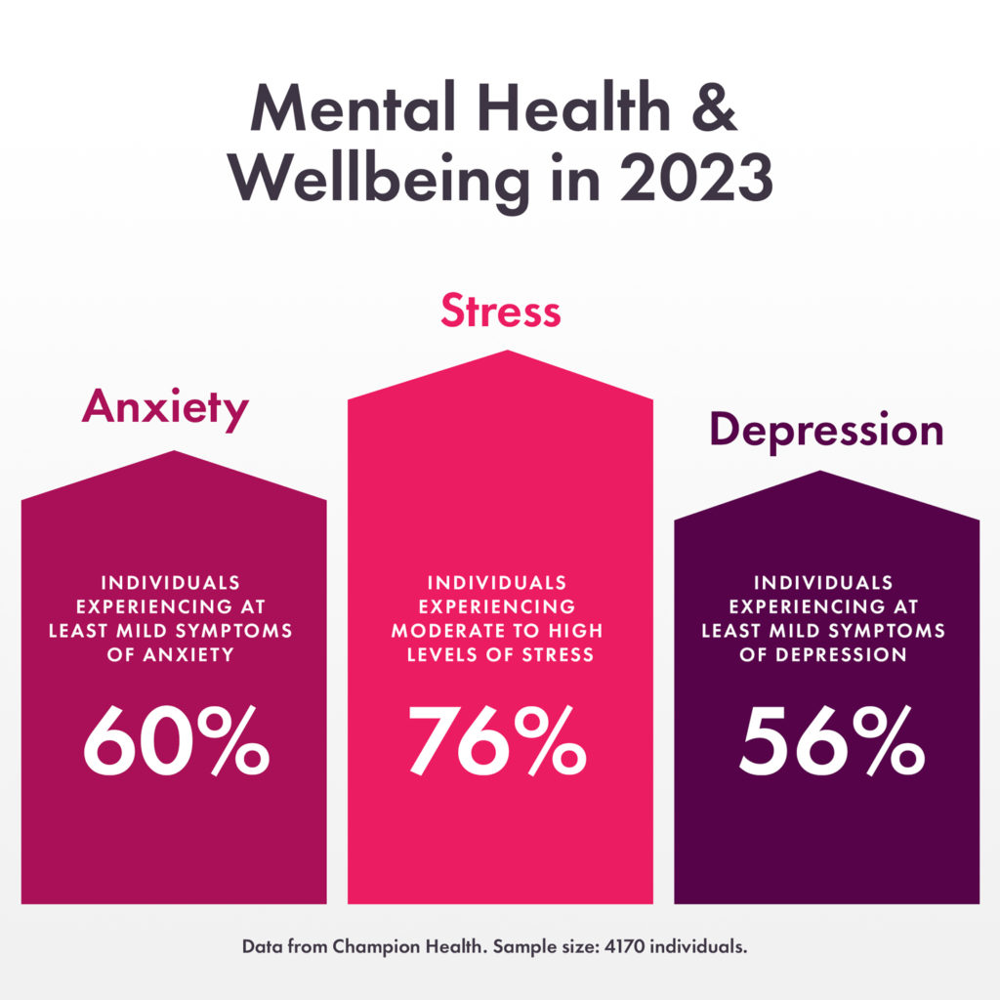 Mental Health &
Wellbeing in 2023
Stress
Anxiety
Depression
INDIVIDUALS
EXPERIENCING AT
LEAST MILD SYMPTOMS
OF ANXIETY
60%
INDIVIDUALS
EXPERIENCING
MODERATE TO HIGH
LEVELS OF STRESS
76%
INDIVIDUALS
EXPERIENCING AT
LEAST MILD SYMPTOMS
OF DEPRESSION
56%
Data from Champion Health. Sample size: 4170 individuals.